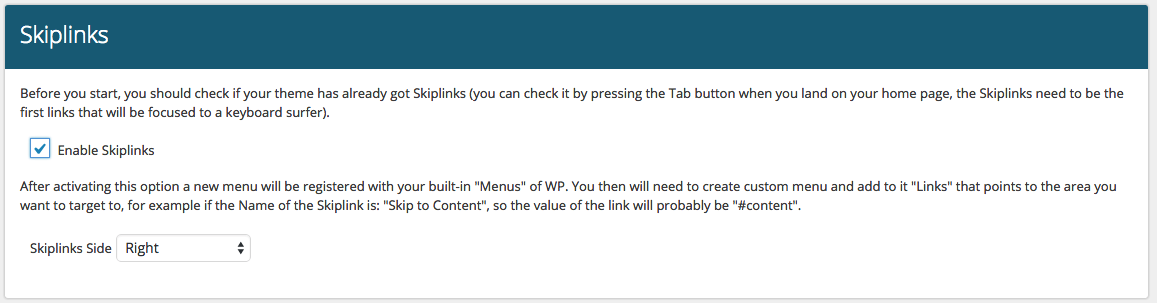 Skiplinks
Before you start, you should check if your theme has already got Skiplinks (you can check it by pressing the Tab button when you land on your home page, the Skiplinks need to be the
first links that will be focused to a keyboard surfer).
Enable Skiplinks
After activating this option a new menu will be registered with your built-in "Menus" of WP. You then will need to create custom menu and add to it "Links" that points to the area you
want to target to, for example if the Name of the Skiplink is: "Skip to Content", so the value of the link will probably be "#content".
Skiplinks Side Right